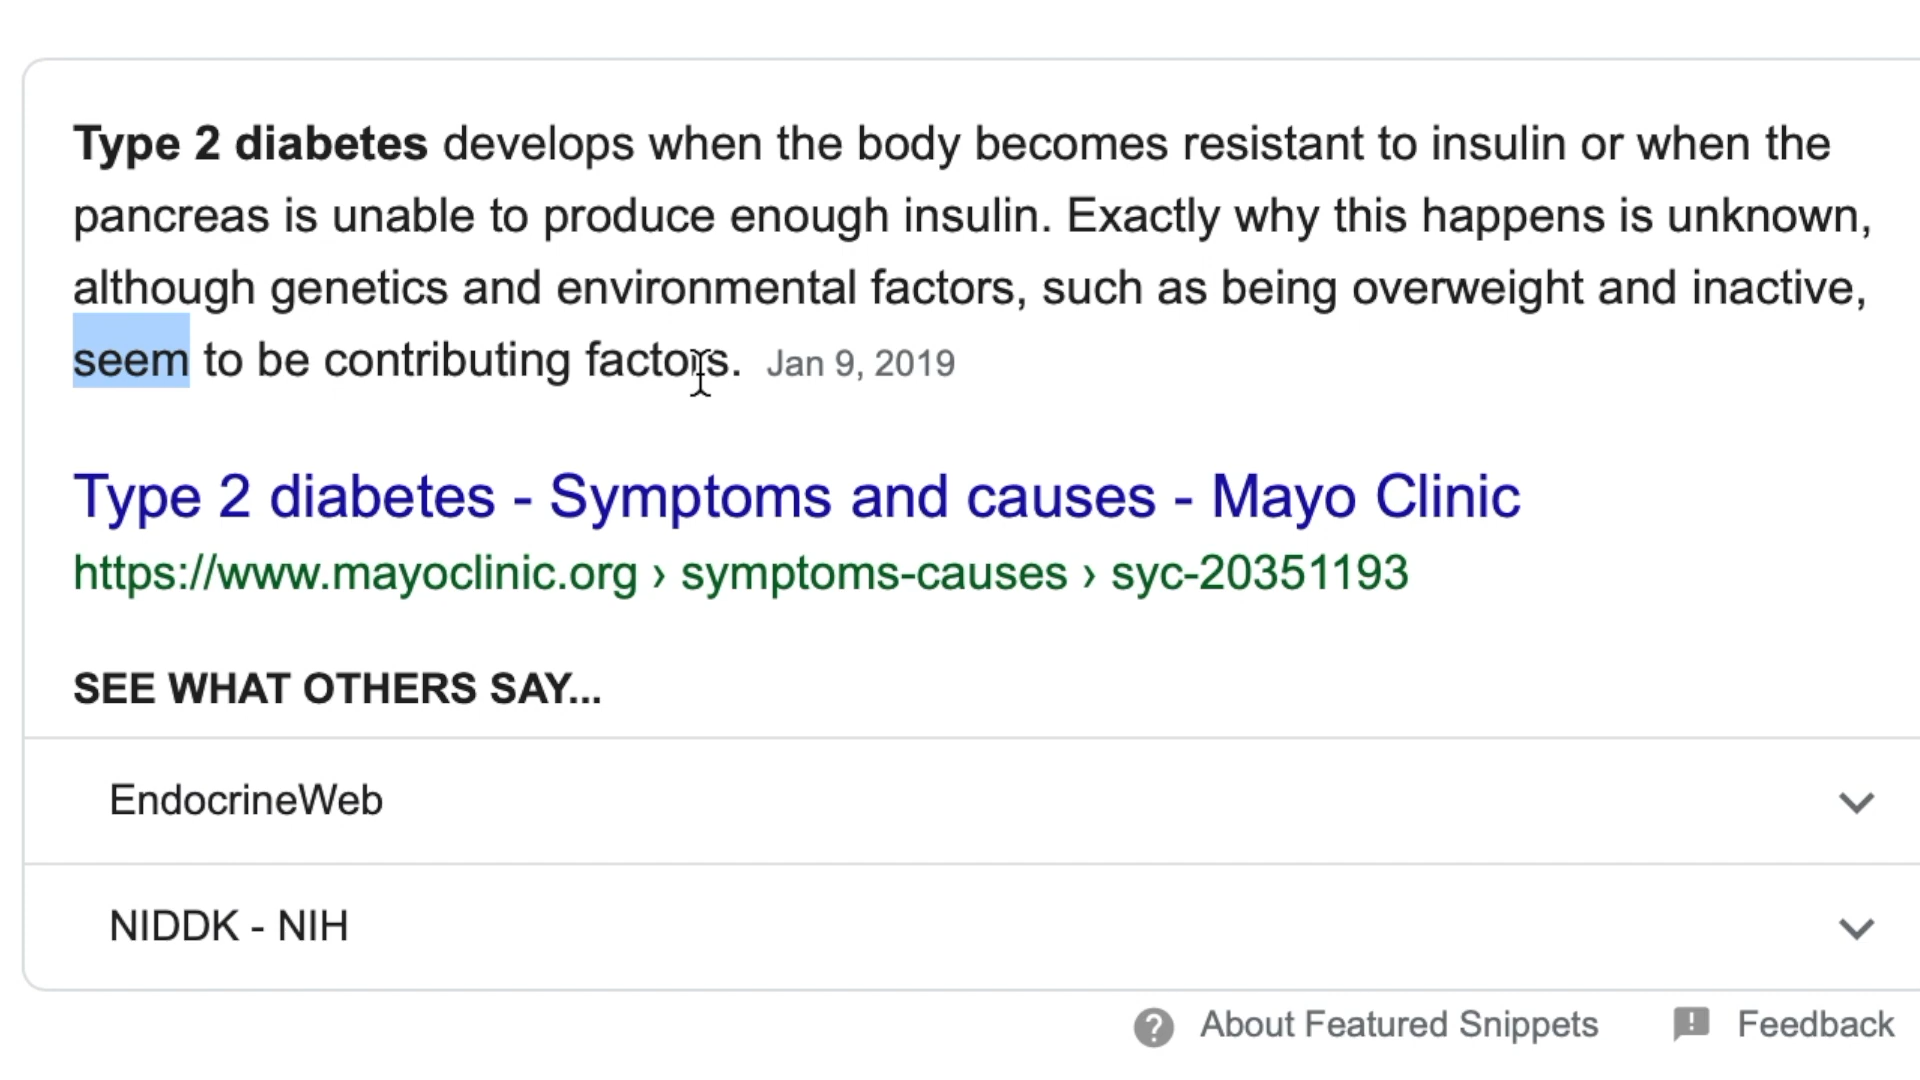 Type 2 diabetes develops when the body becomes resistant to insulin or when the
pancreas is unable to produce enough insulin. Exactly why this happens is unknown,
although genetics and environmental factors, such as being overweight and inactive,
seem to be contributing factors. Jan 9, 2019
Type 2 diabetes - Symptoms and causes - Mayo Clinic
https://www.mayoclinic.org › symptoms-causes › syc-20351193
SEE WHAT OTHERS SAY...
EndocrineWeb
NIDDK - NIH
About Featured Snippets Feedback